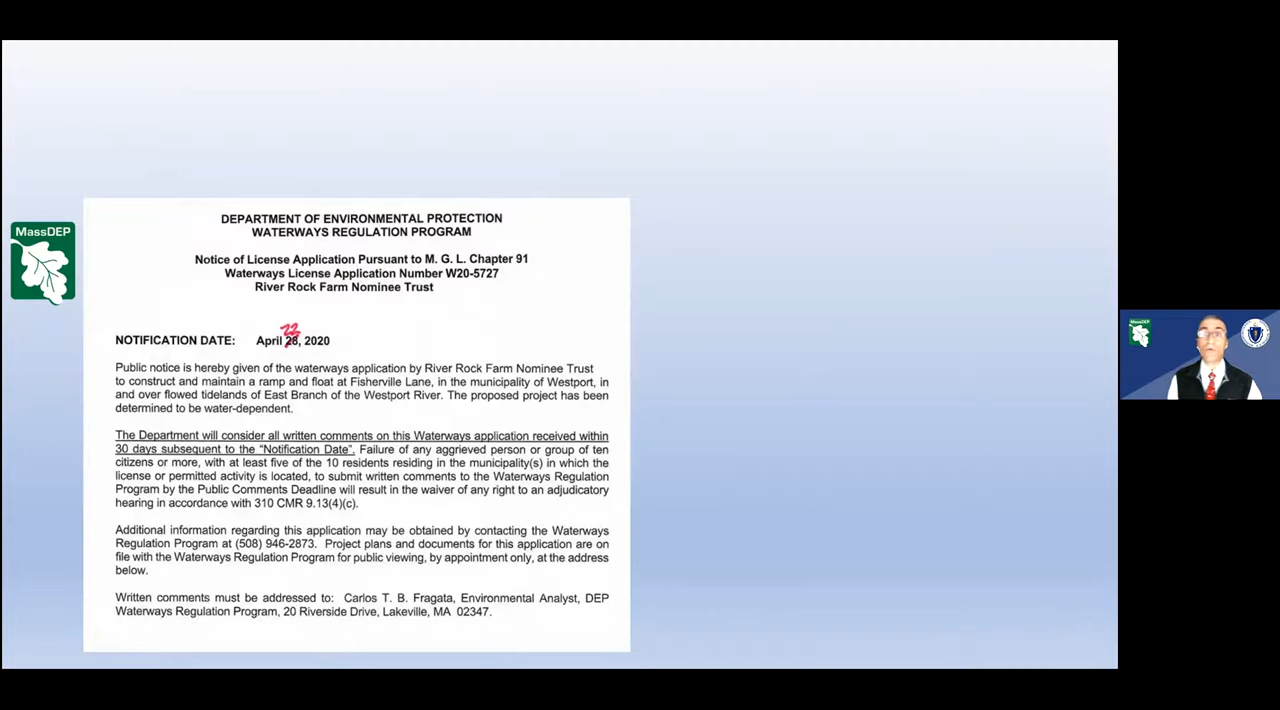 MassDEP
DEPARTMENT OF ENVIRONMENTAL PROTECTION
WATERWAYS REGULATION PROGRAM
Notice of License Application Pursuant to M. G. L. Chapter 91
Waterways License Application Number W20-5727
River Rock Farm Nominee Trust
22
NOTIFICATION DATE: April 28, 2020
Public notice is hereby given of the waterways application by River Rock Farm Nominee Trust
to construct and maintain a ramp and float at Fisherville Lane, in the municipality of Westport, in
and over flowed tidelands of East Branch of the Westport River. The proposed project has been
determined to be water-dependent.
The Department will consider all written comments on this Waterways application received within
30 days subsequent to the “Notification Date”. Failure of any aggrieved person or group of ten
citizens or more, with at least five of the 10 residents residing in the municipality(s) in which the
license or permitted activity is located, to submit written comments to the Waterways Regulation
Program by the Public Comments Deadline will result in the waiver of any right to an adjudicatory
hearing in accordance with 310 CMR 9.13(4)(c).
Additional information regarding this application may be obtained by contacting the Waterways
Regulation Program at (508) 946-2873. Project plans and documents for this application are on
file with the Waterways Regulation Program for public viewing, by appointment only, at the address
below.
Written comments must be addressed to: Carlos T. B. Fragata, Environmental Analyst, DEP
Waterways Regulation Program, 20 Riverside Drive, Lakeville, MA 02347.
MassDEP